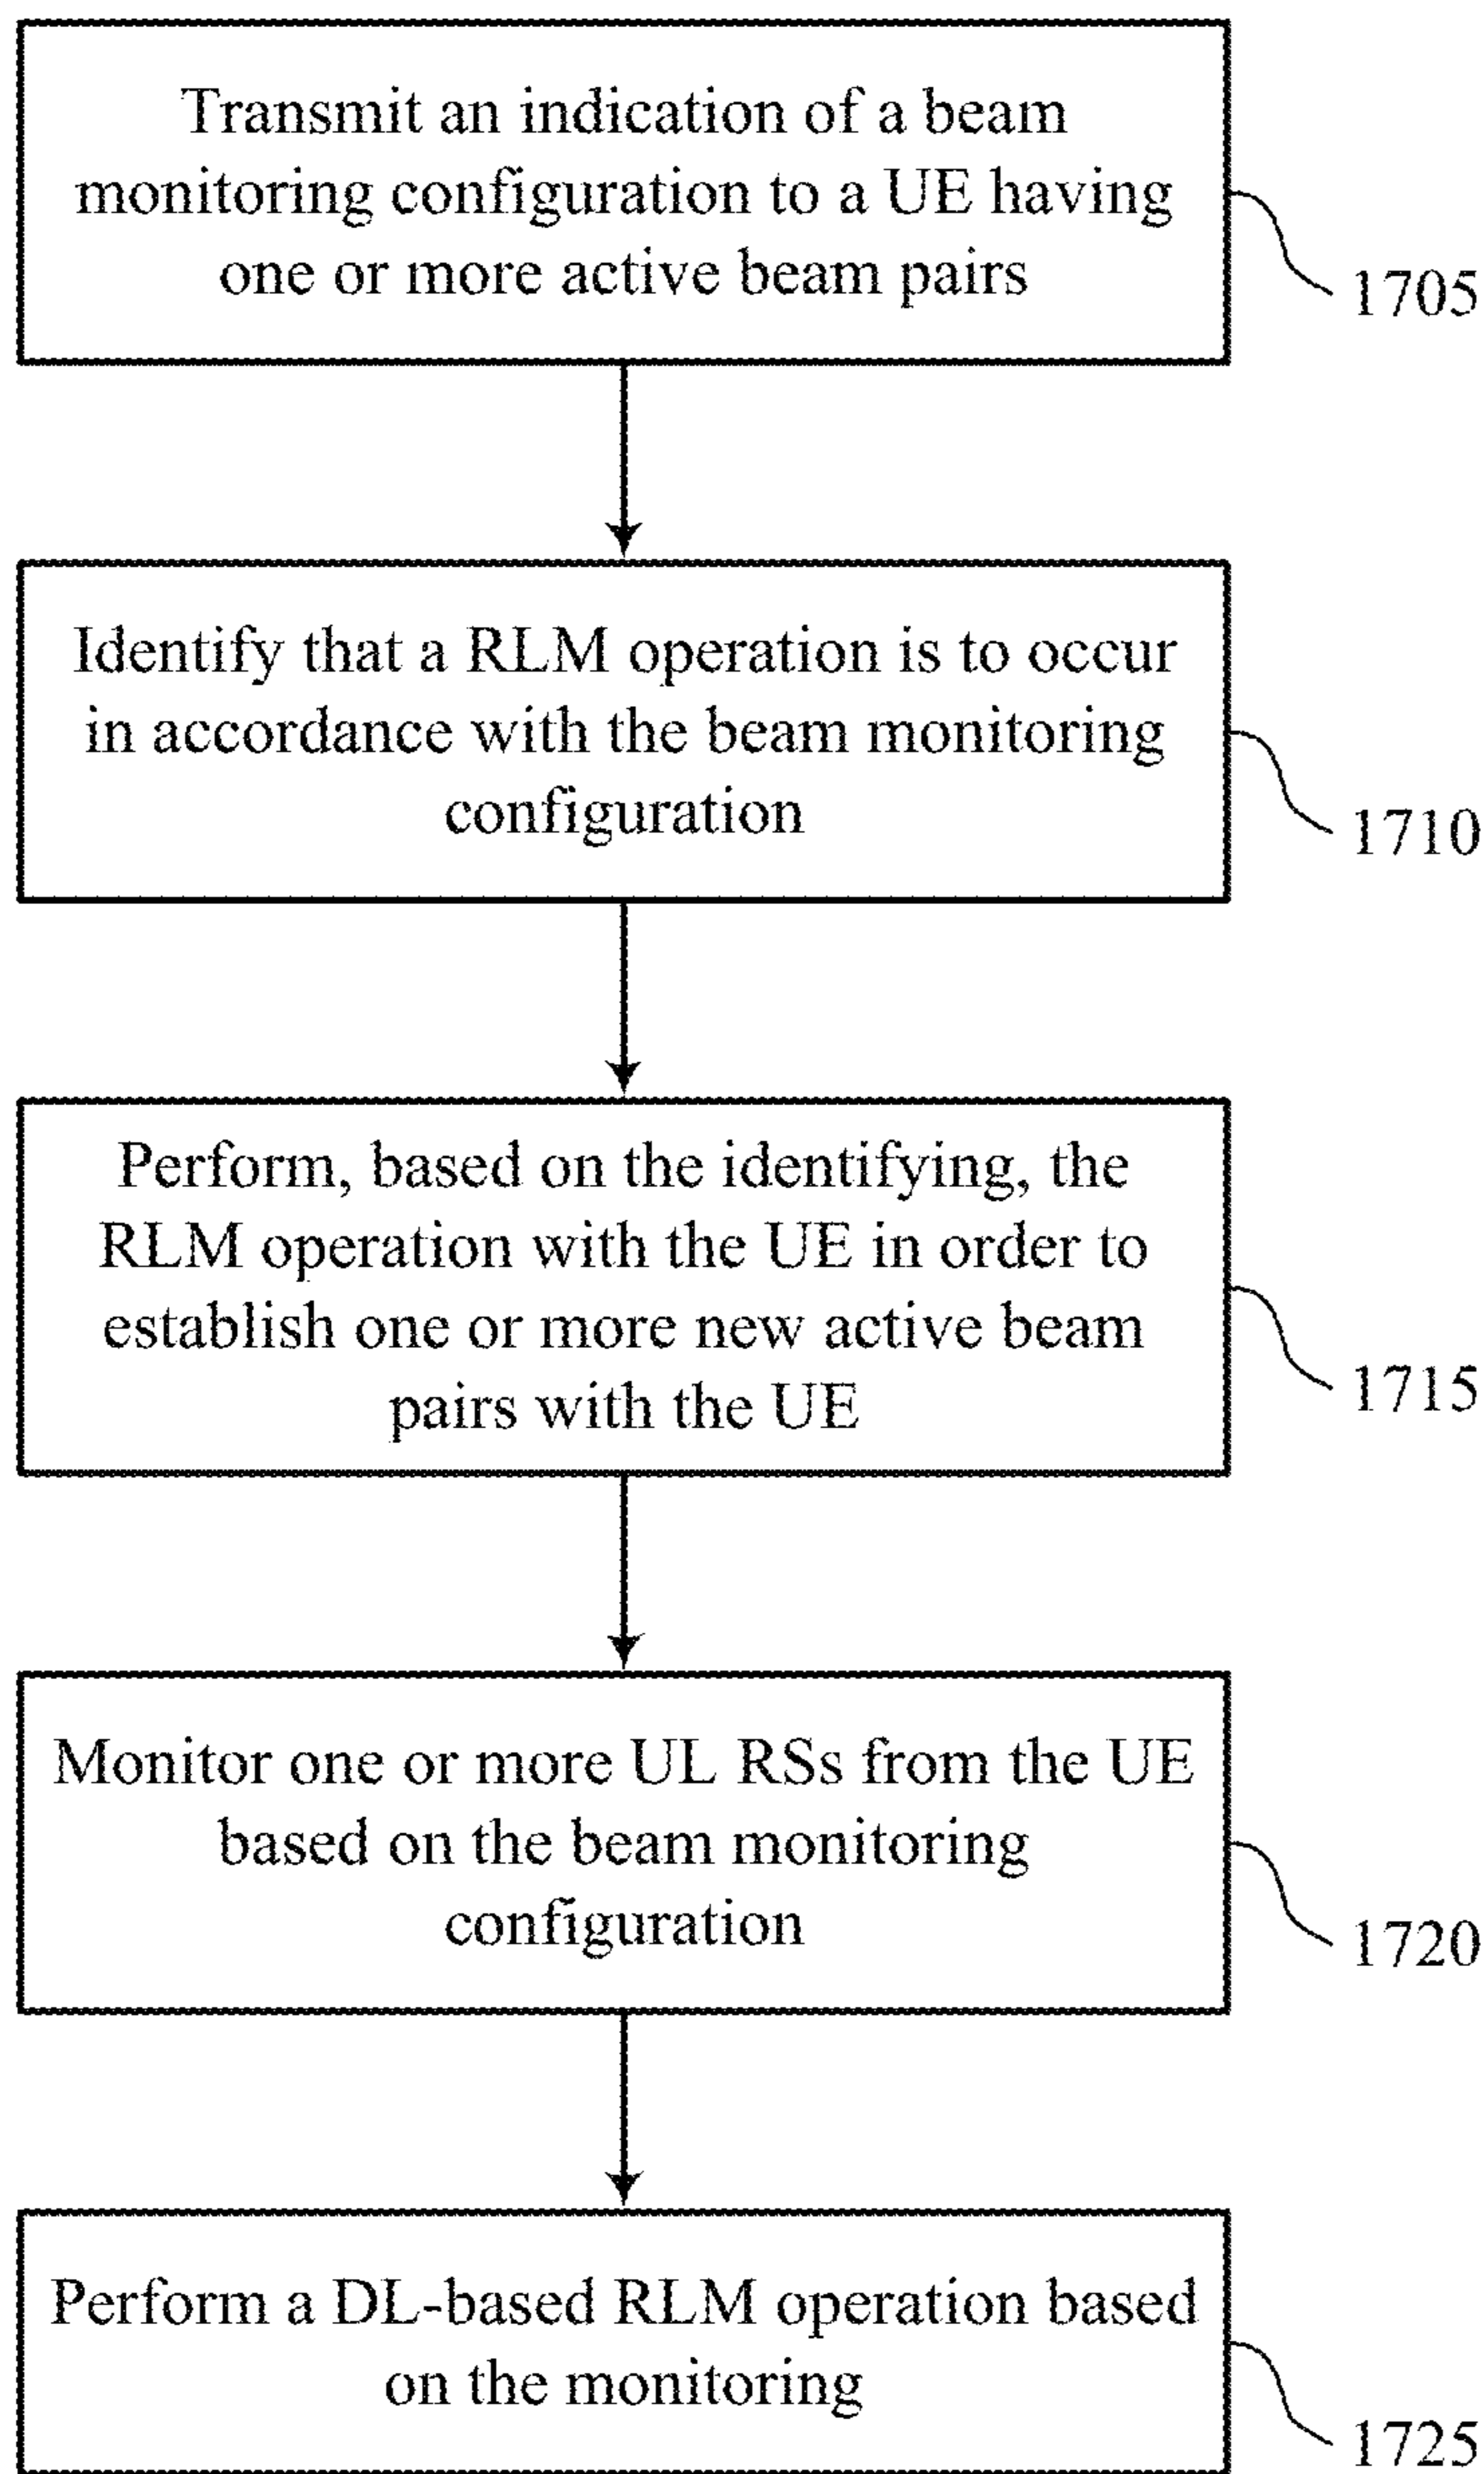 Transmit an indication of a beam
monitoring configuration to a UE having
one or more active beam pairs
1705
Identify that a RLM operation is to occur
in accordance with the beam monitoring
configuration
1710
Perform, based on the identifying, the
RLM operation with the UE in order to
establish one or more new active beam
pairs with the UE
1715
Monitor one or more UL RSs from the UE
based on the beam monitoring
configuration
1720
Perform a DL-based RLM operation based
on the monitoring
1725